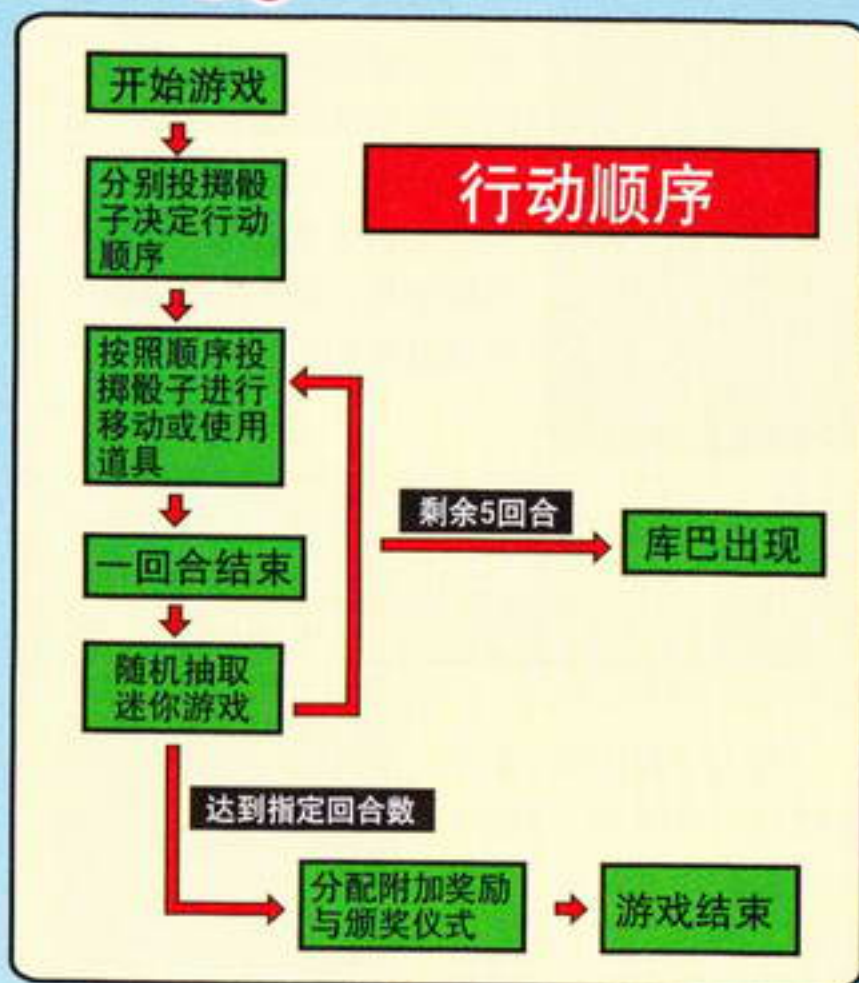 开始游戏
行动顺序
分别投掷骰
子决定行动
顺序
按照顺序投
掷骰子进行
移动或使用
道具
剩余5回合
库巴出现
一回合结束
随机抽取
迷你游戏
达到指定回合数
分配附加奖励
与颁奖仪式
游戏结束